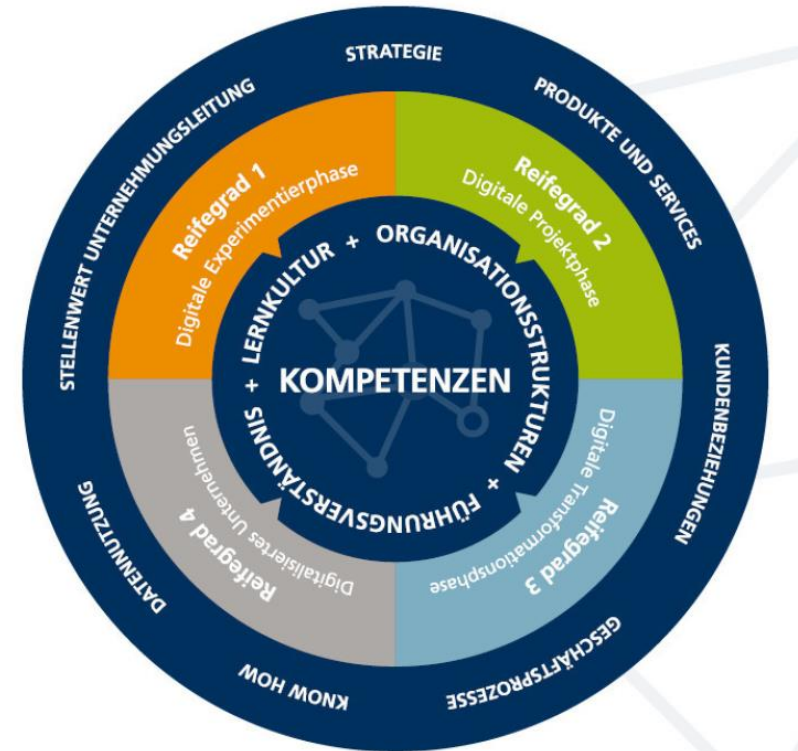 STRATEGIE
PRODUKTE UND SERVICES
KUNDENBEZIEHUNGEN
GESCHÄFTSPROZESSE
KNOW HOW
DATENNUTZUNG
STELLENWERT UNTERNEHMUNGSLEITUNG
Reifegrad 1
Digitale Experimentierphase
Reifegrad 2
Digitale Projektphase
Reifegrad 3
Digitale Transformationsphase
Reifegrad 4
Digitalisiertes Unternehmen
LERNKULTUR + ORGANISATIONSSTRUKTUREN + FÜHRUNGSVERSTÄNDNIS +
KOMPETENZEN